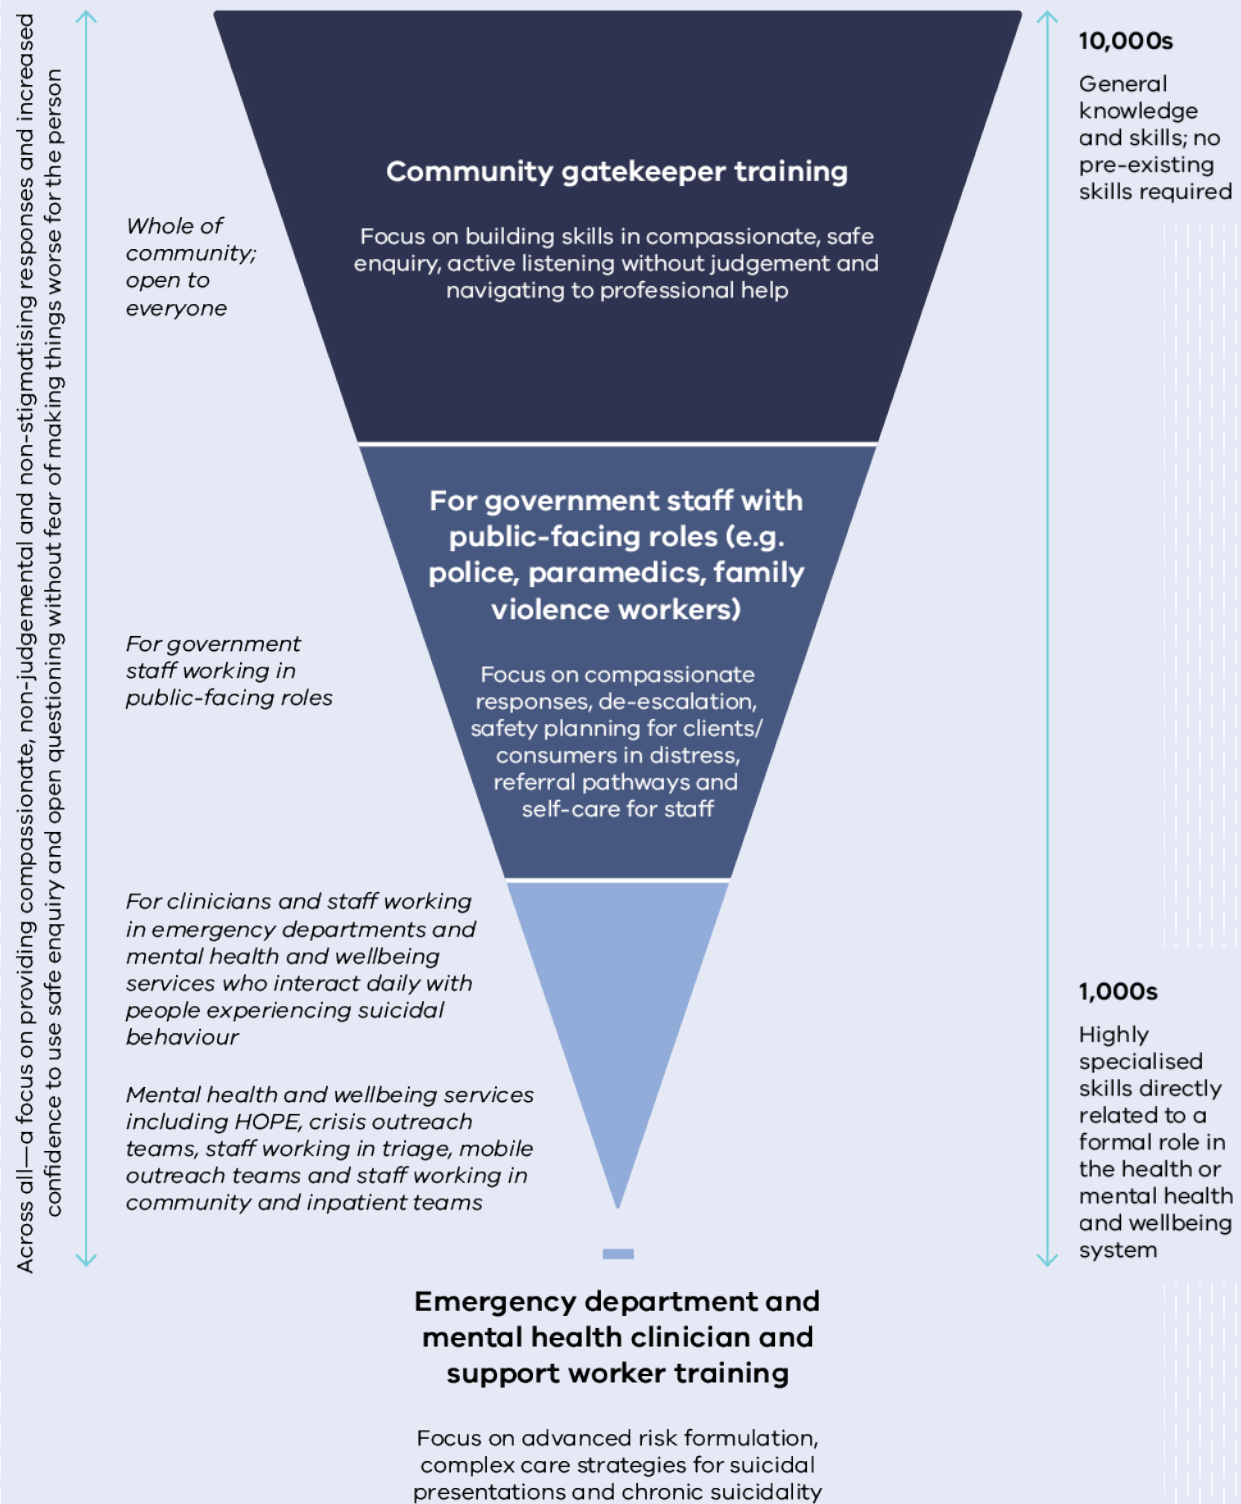 Across all—a focus on providing compassionate, non-judgemental and non-stigmatising responses and increased
confidence to use safe enquiry and open questioning without fear of making things worse for the person
10,000s
General
knowledge
and skills; no
pre-existing
skills required
Community gatekeeper training
Focus on building skills in compassionate, safe
enquiry, active listening without judgement and
navigating to professional help
Whole of
community;
open to
everyone
For government staff with
public-facing roles (e.g.
police, paramedics, family
violence workers)
Focus on compassionate
responses, de-escalation,
safety planning for clients/
consumers in distress,
referral pathways and
self-care for staff
For government
staff working in
public-facing roles
For clinicians and staff working
in emergency departments and
mental health and wellbeing
services who interact daily with
people experiencing suicidal
behaviour
Mental health and wellbeing services
including HOPE, crisis outreach
teams, staff working in triage, mobile
outreach teams and staff working in
community and inpatient teams
1,000s
Highly
specialised
skills directly
related to a
formal role in
the health or
mental health
and wellbeing
system
Emergency department and
mental health clinician and
support worker training
Focus on advanced risk formulation,
complex care strategies for suicidal
presentations and chronic suicidality